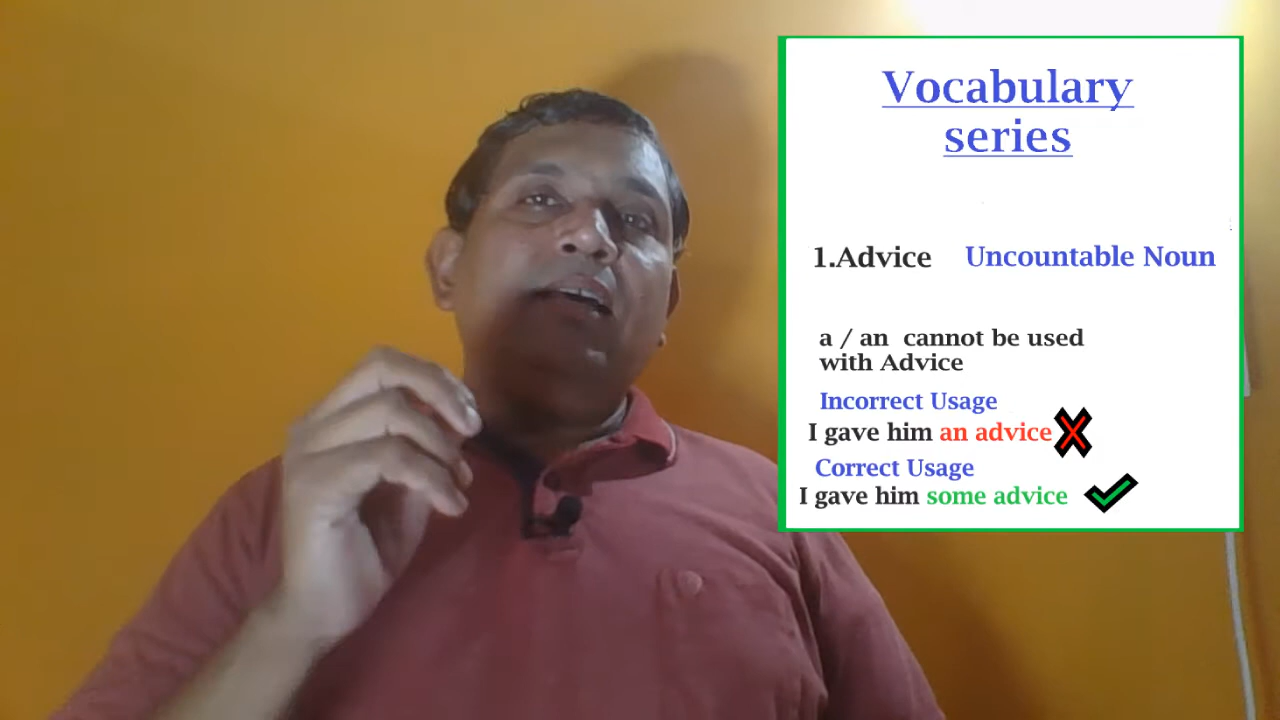 Vocabulary
series
1.Advice Uncountable Noun
a / an cannot be used
with Advice
Incorrect Usage
I gave him an advice
Correct Usage
I gave him some advice